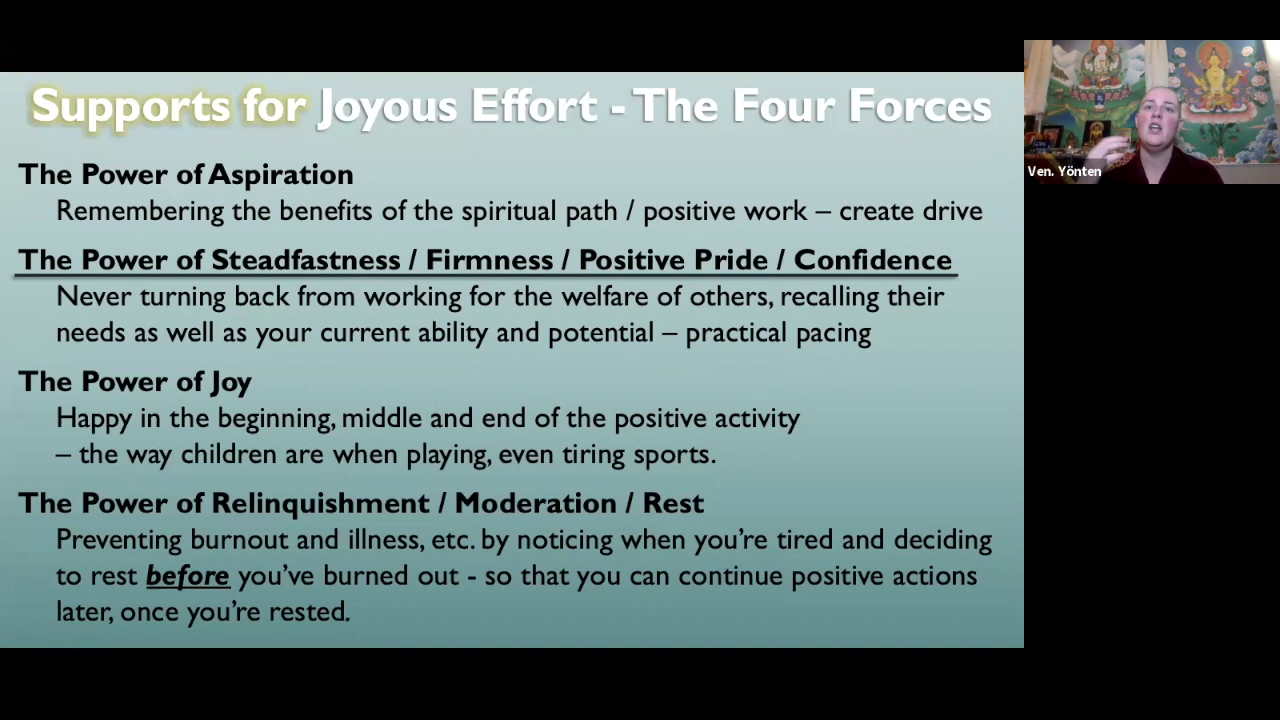 Supports for Joyous Effort - The Four Forces
The Power of Aspiration
Remembering the benefits of the spiritual path / positive work – create drive
The Power of Steadfastness / Firmness / Positive Pride / Confidence
Never turning back from working for the welfare of others, recalling their
needs as well as your current ability and potential – practical pacing
The Power of Joy
Happy in the beginning, middle and end of the positive activity
– the way children are when playing, even tiring sports.
The Power of Relinquishment / Moderation / Rest
Preventing burnout and illness, etc. by noticing when you’re tired and deciding
to rest before you’ve burned out - so that you can continue positive actions
later, once you’re rested.
Ven. Yönten